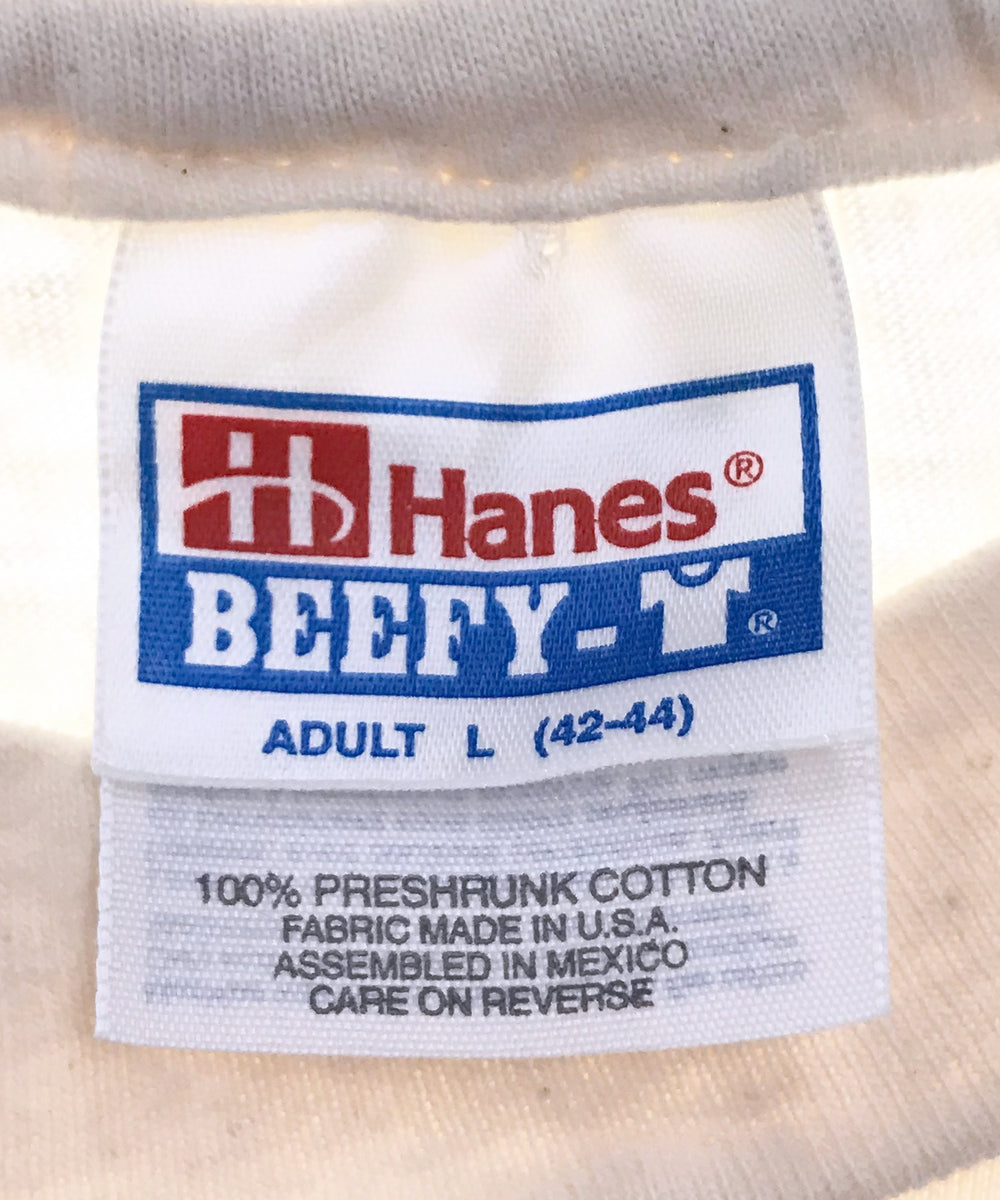 Hanes®
BEEFY-T®
ADULT L (42-44)
100% PRESHRUNK COTTON
FABRIC MADE IN U.S.A.
ASSEMBLED IN MEXICO
CARE ON REVERSE